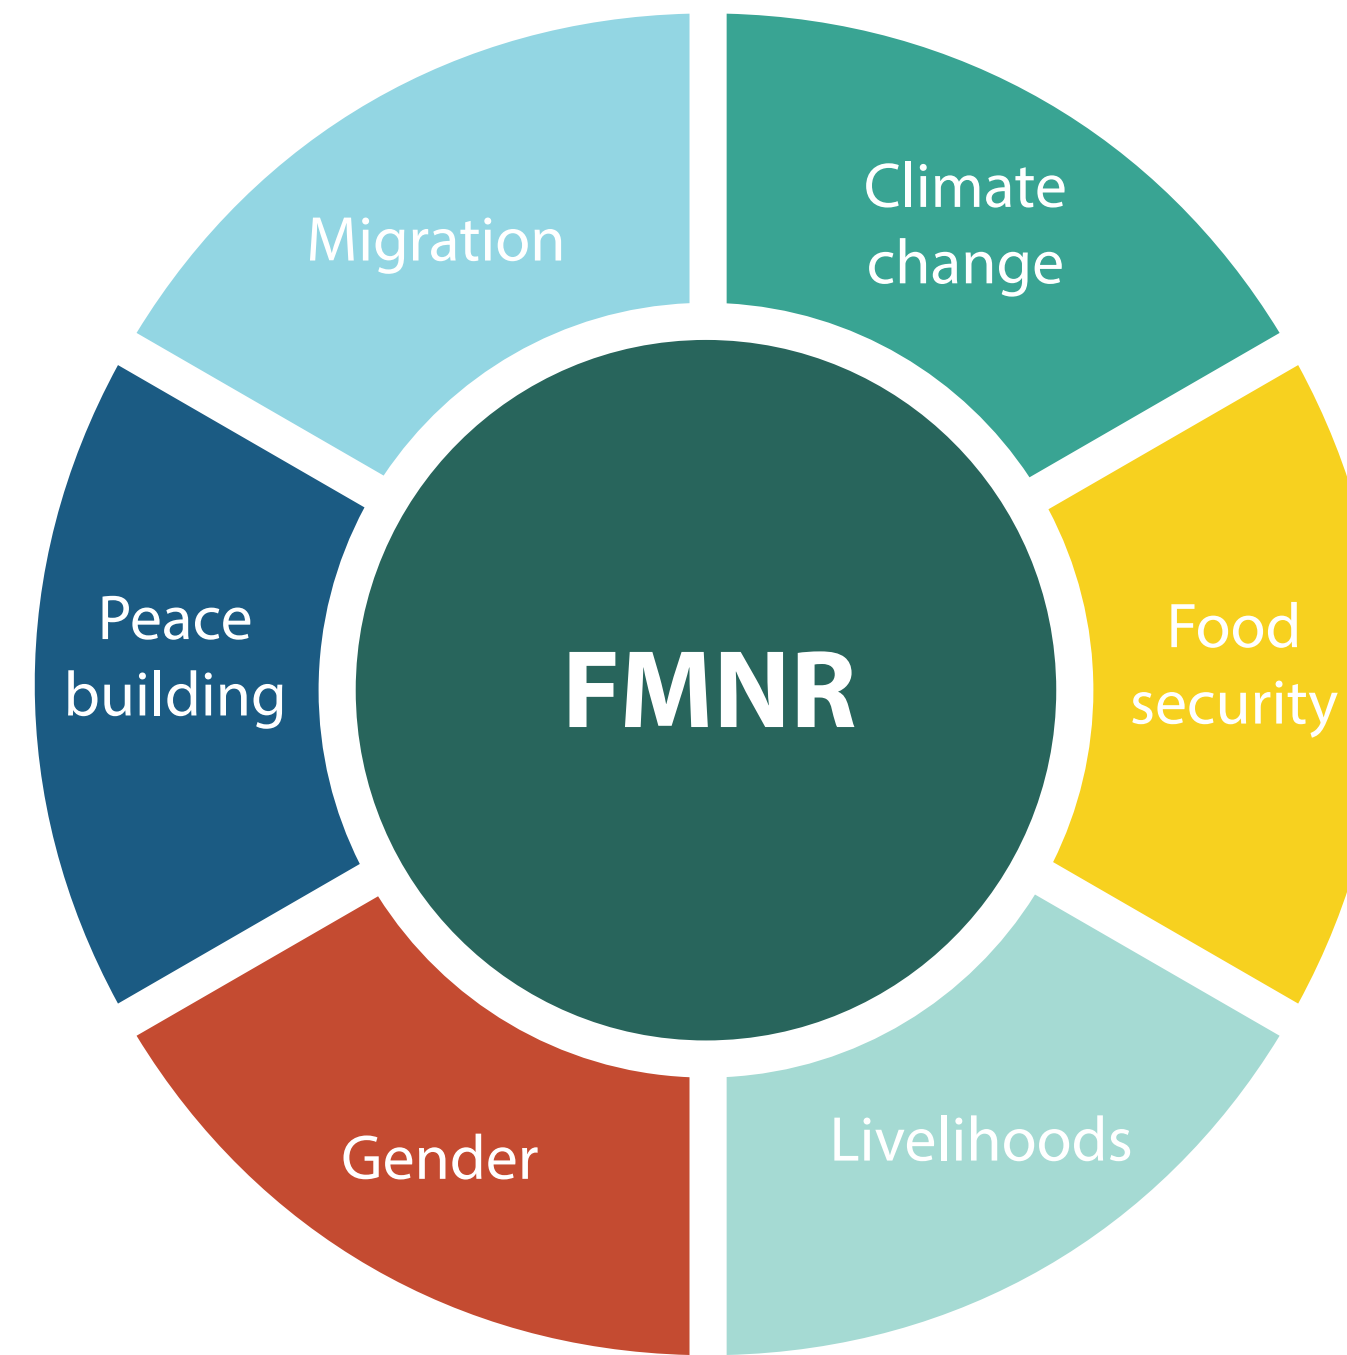 Climate
change
Food
security
Livelihoods
Gender
Peace
building
Migration
FMNR